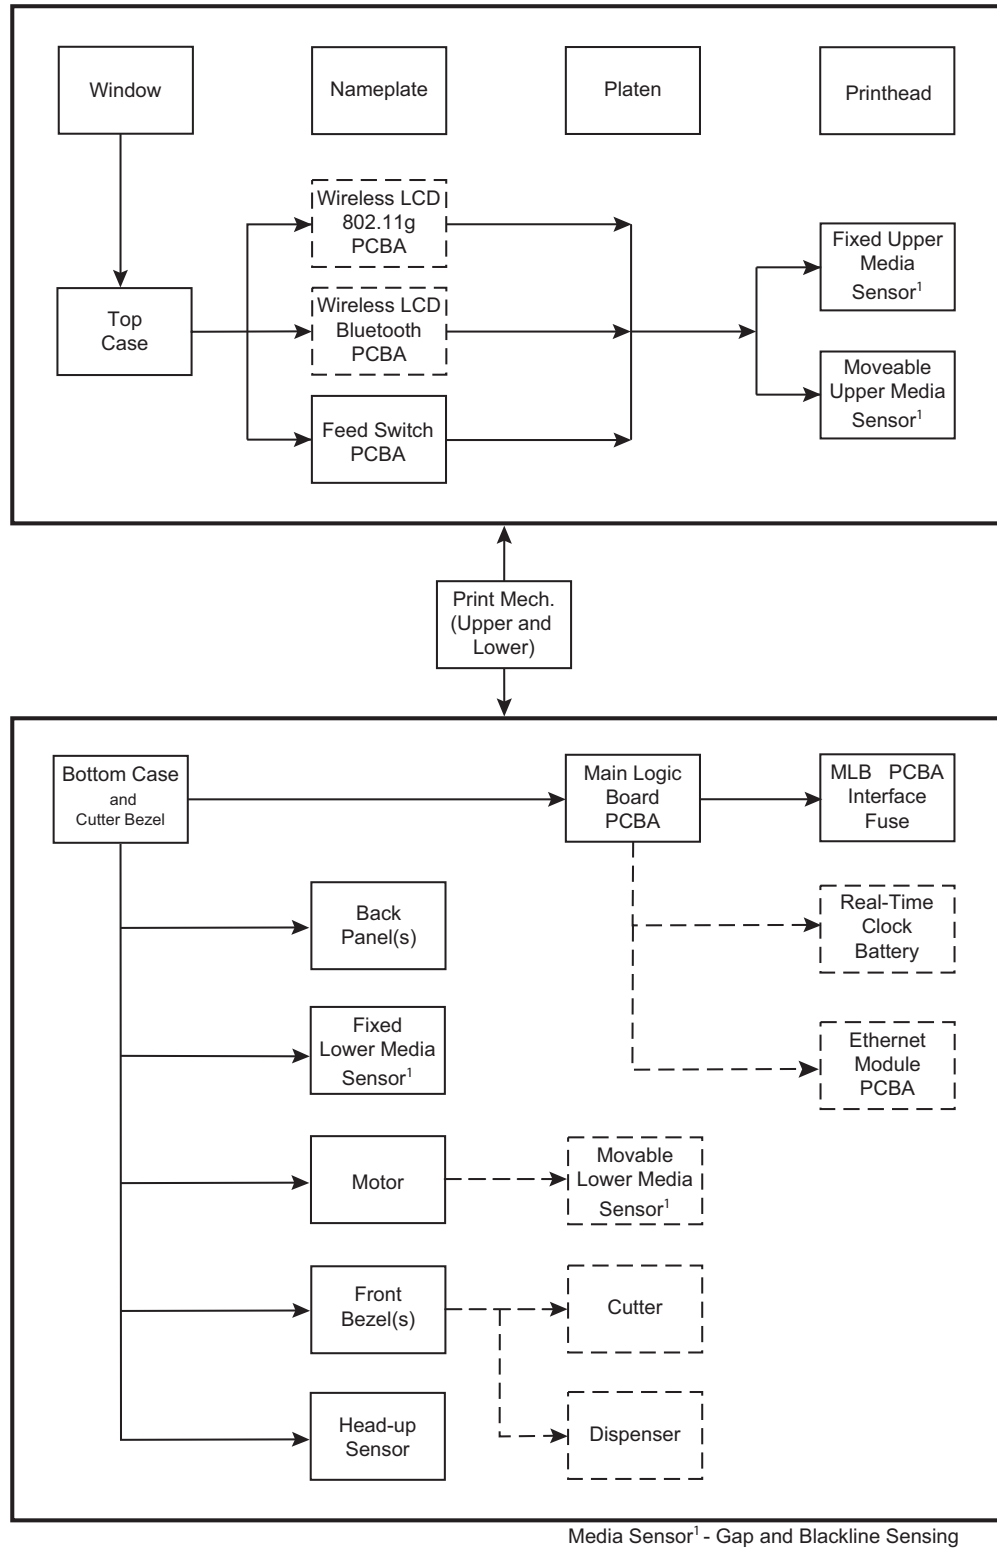 Window
Nameplate
Platen
Printhead
Wireless LCD
802.11g
PCBA
Fixed Upper
Media
Sensor¹
Top
Case
Wireless LCD
Bluetooth
PCBA
Moveable
Upper Media
Sensor¹
Feed Switch
PCBA
Print Mech.
(Upper and
Lower)
Bottom Case
and
Cutter Bezel
Main Logic
Board
PCBA
MLB PCBA
Interface
Fuse
Back
Panel(s)
Real-Time
Clock
Battery
Fixed
Lower Media
Sensor¹
Ethernet
Module
PCBA
Motor
Movable
Lower Media
Sensor¹
Front
Bezel(s)
Cutter
Head-up
Sensor
Dispenser
Media Sensor¹ - Gap and Blackline Sensing